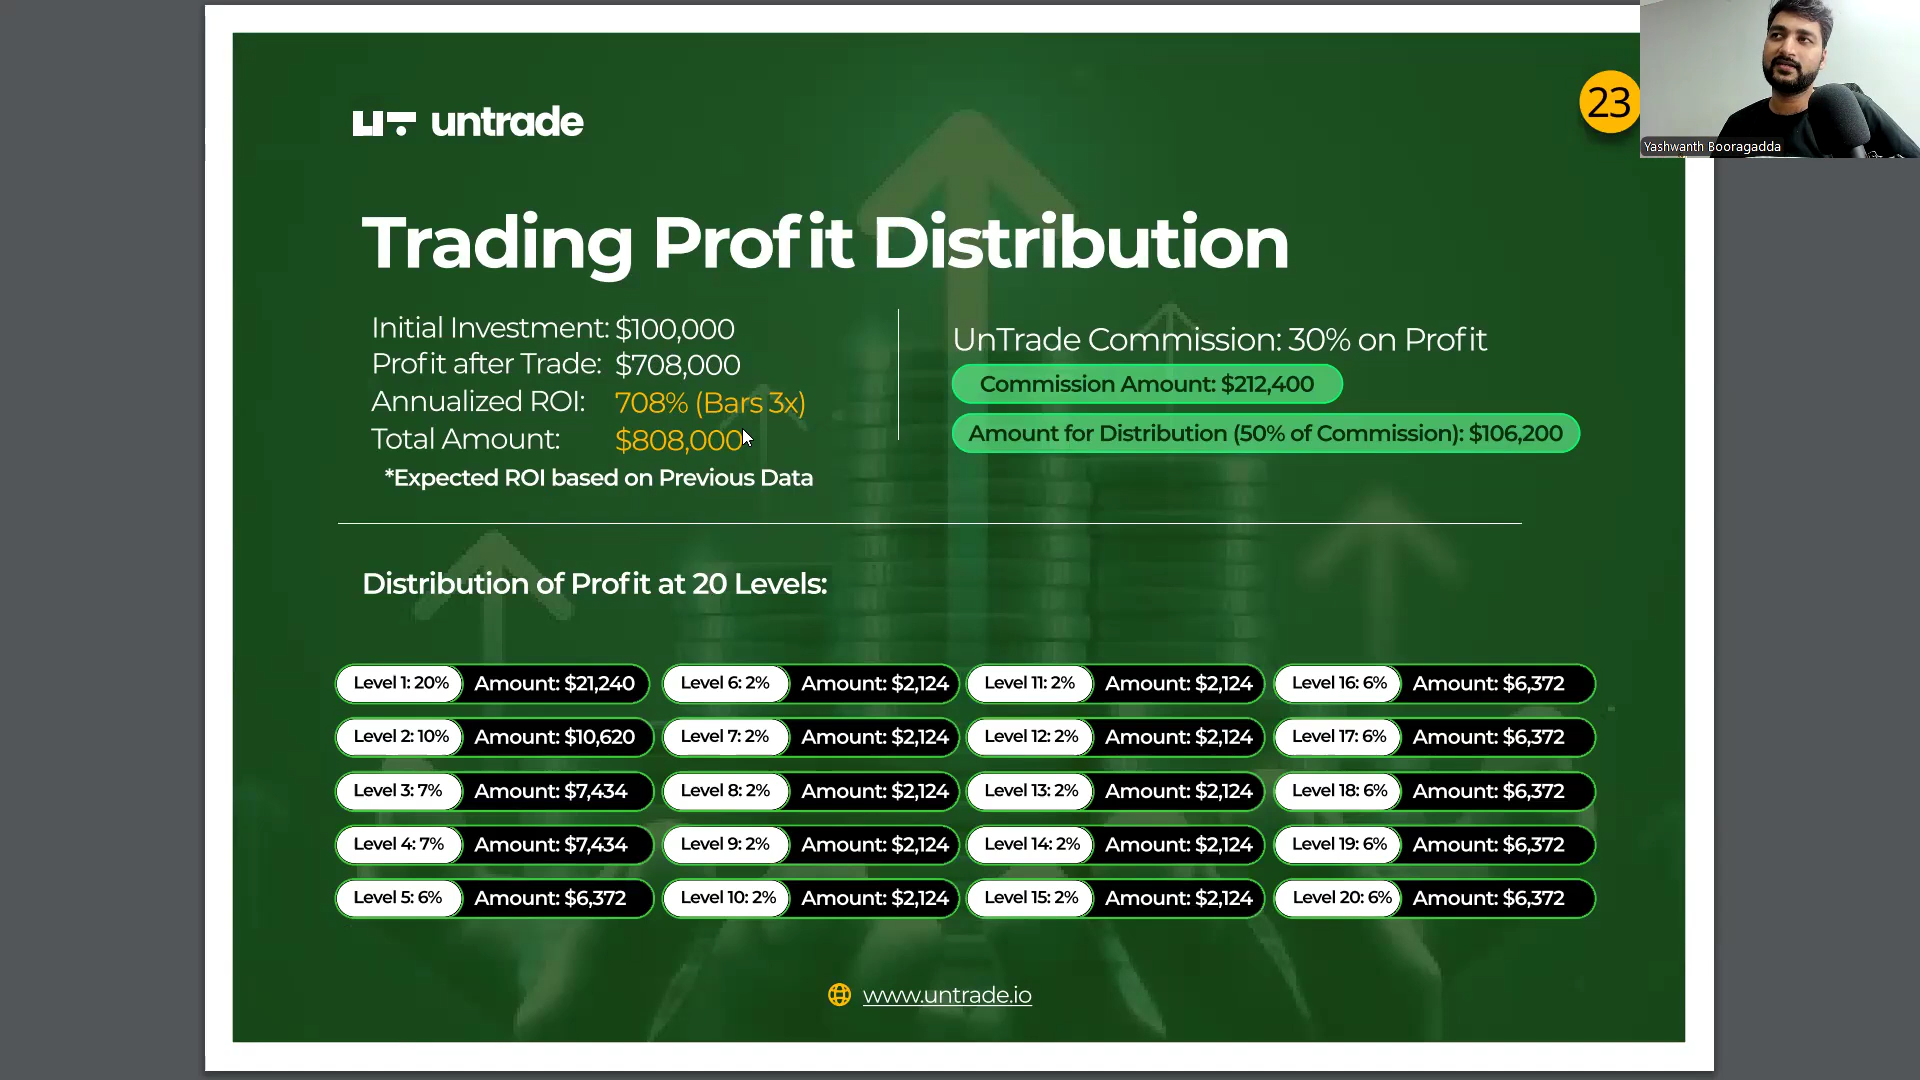 untrade
23
Yashwanth Booragadda
Trading Profit Distribution
Initial Investment: $100,000
Profit after Trade: $708,000
Annualized ROI: 708% (Bars 3x)
Total Amount: $808,000
*Expected ROI based on Previous Data
UnTrade Commission: 30% on Profit
Commission Amount: $212,400
Amount for Distribution (50% of Commission): $106,200
Distribution of Profit at 20 Levels:
Level 1: 20% Amount: $21,240
Level 2: 10% Amount: $10,620
Level 3: 7% Amount: $7,434
Level 4: 7% Amount: $7,434
Level 5: 6% Amount: $6,372
Level 6: 2% Amount: $2,124
Level 7: 2% Amount: $2,124
Level 8: 2% Amount: $2,124
Level 9: 2% Amount: $2,124
Level 10: 2% Amount: $2,124
Level 11: 2% Amount: $2,124
Level 12: 2% Amount: $2,124
Level 13: 2% Amount: $2,124
Level 14: 2% Amount: $2,124
Level 15: 2% Amount: $2,124
Level 16: 6% Amount: $6,372
Level 17: 6% Amount: $6,372
Level 18: 6% Amount: $6,372
Level 19: 6% Amount: $6,372
Level 20: 6% Amount: $6,372
www.untrade.io